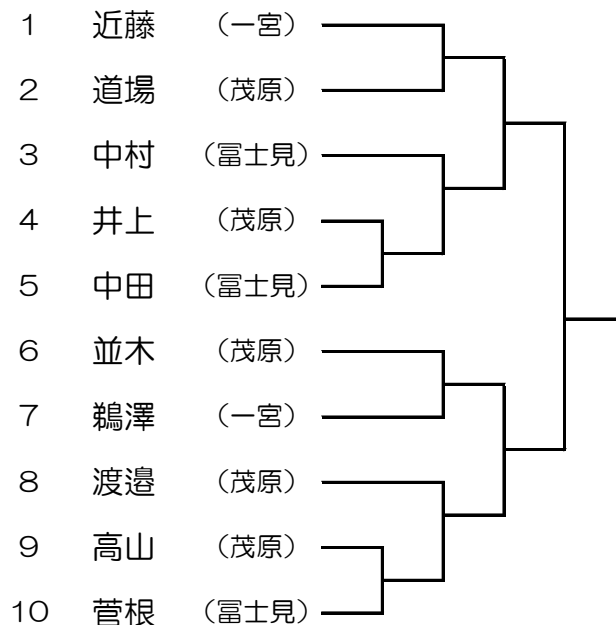 1 近藤 （一宮）
2 道場 （茂原）
3 中村 （冨士見）
4 井上 （茂原）
5 中田 （冨士見）
6 並木 （茂原）
7 鵜澤 （一宮）
8 渡邉 （茂原）
9 高山 （茂原）
10 菅根 （冨士見）